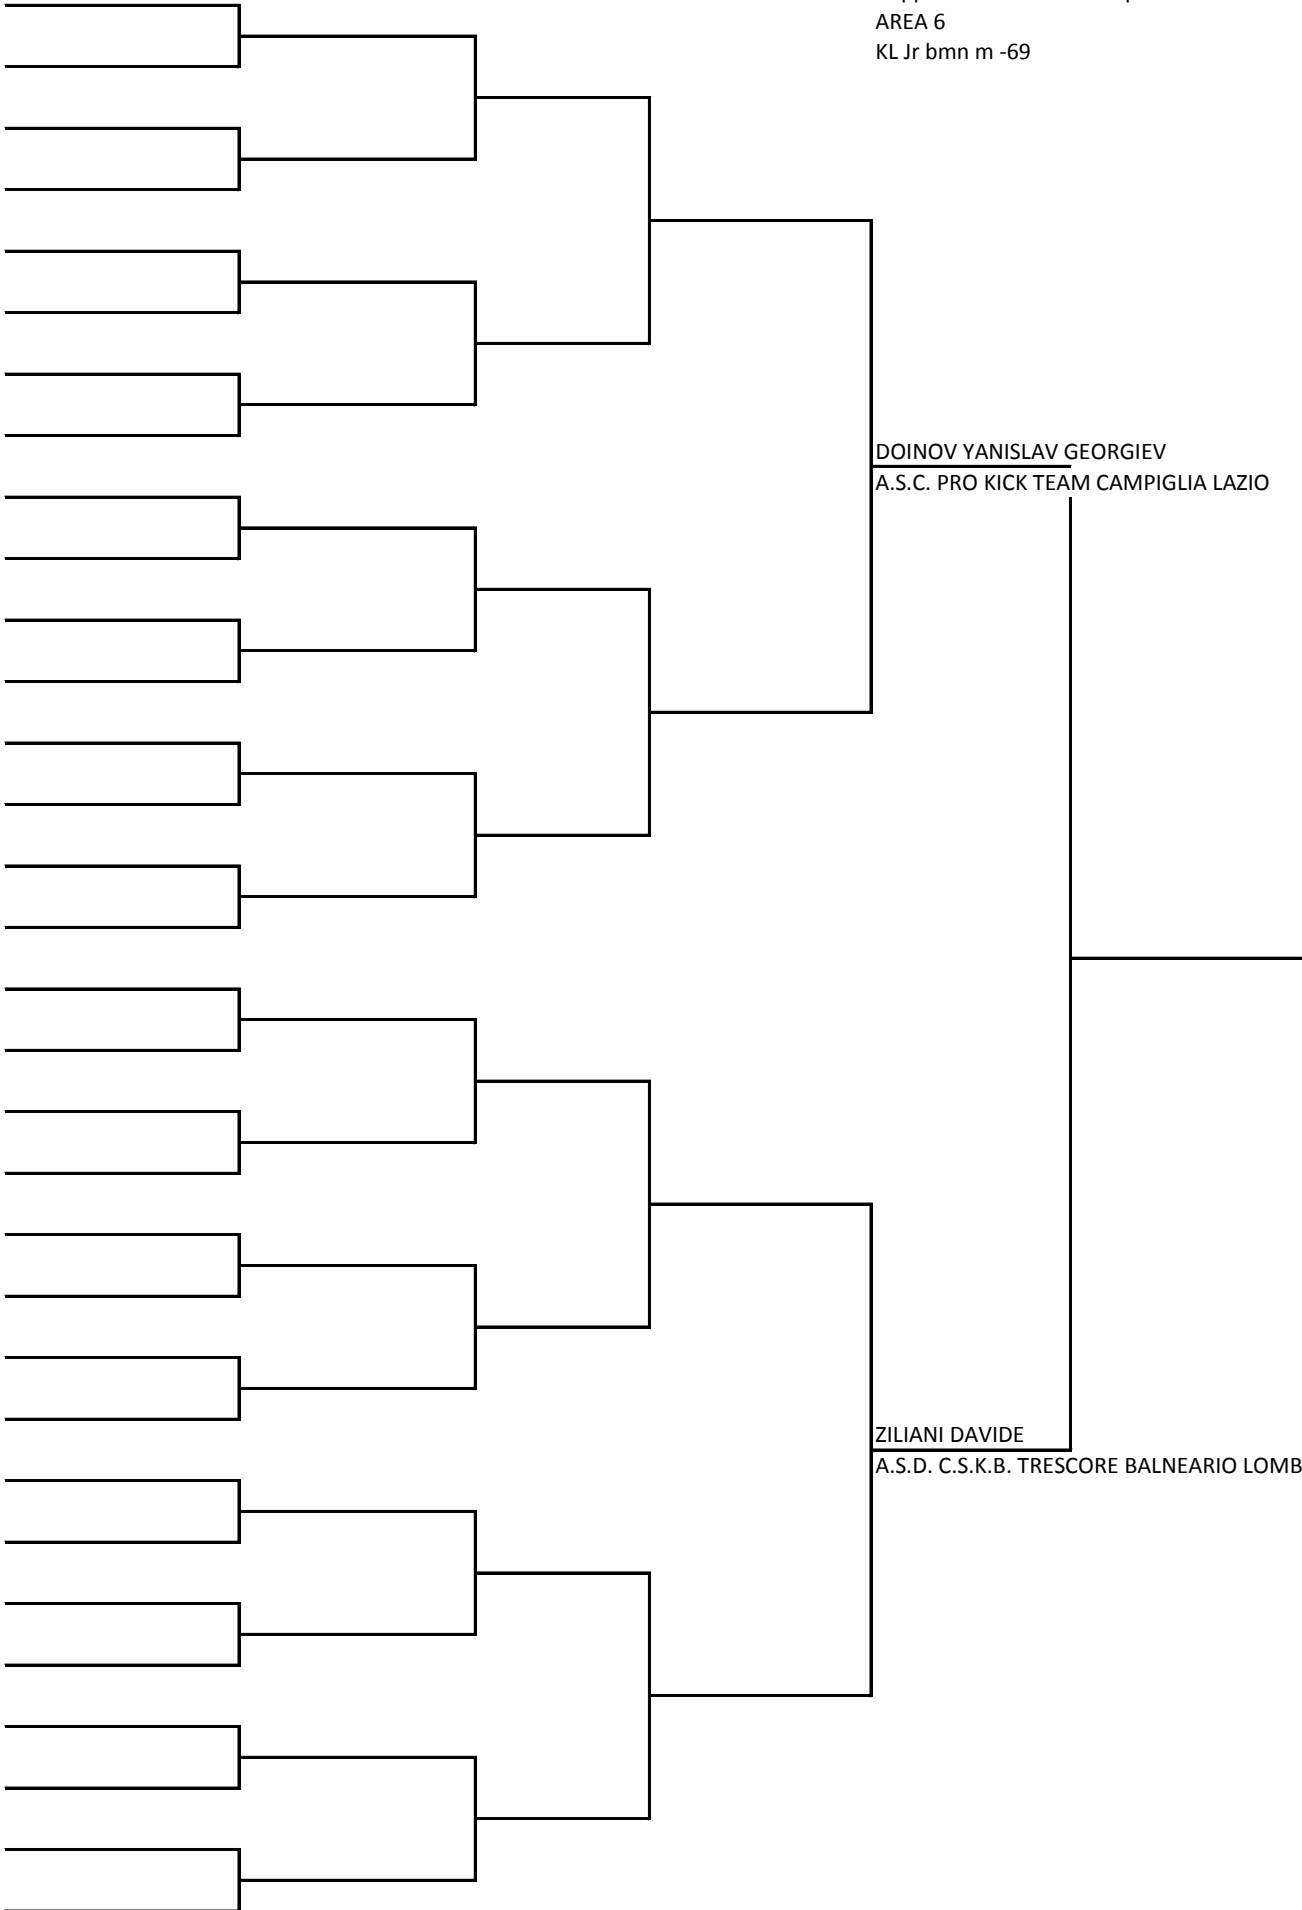 AREA 6
KL Jr bmn m -69
DOINOV YANISLAV GEORGIEV
A.S.C. PRO KICK TEAM CAMPIGLIA LAZIO
ZILIANI DAVIDE
A.S.D. C.S.K.B. TRESCORE BALNEARIO LOMB